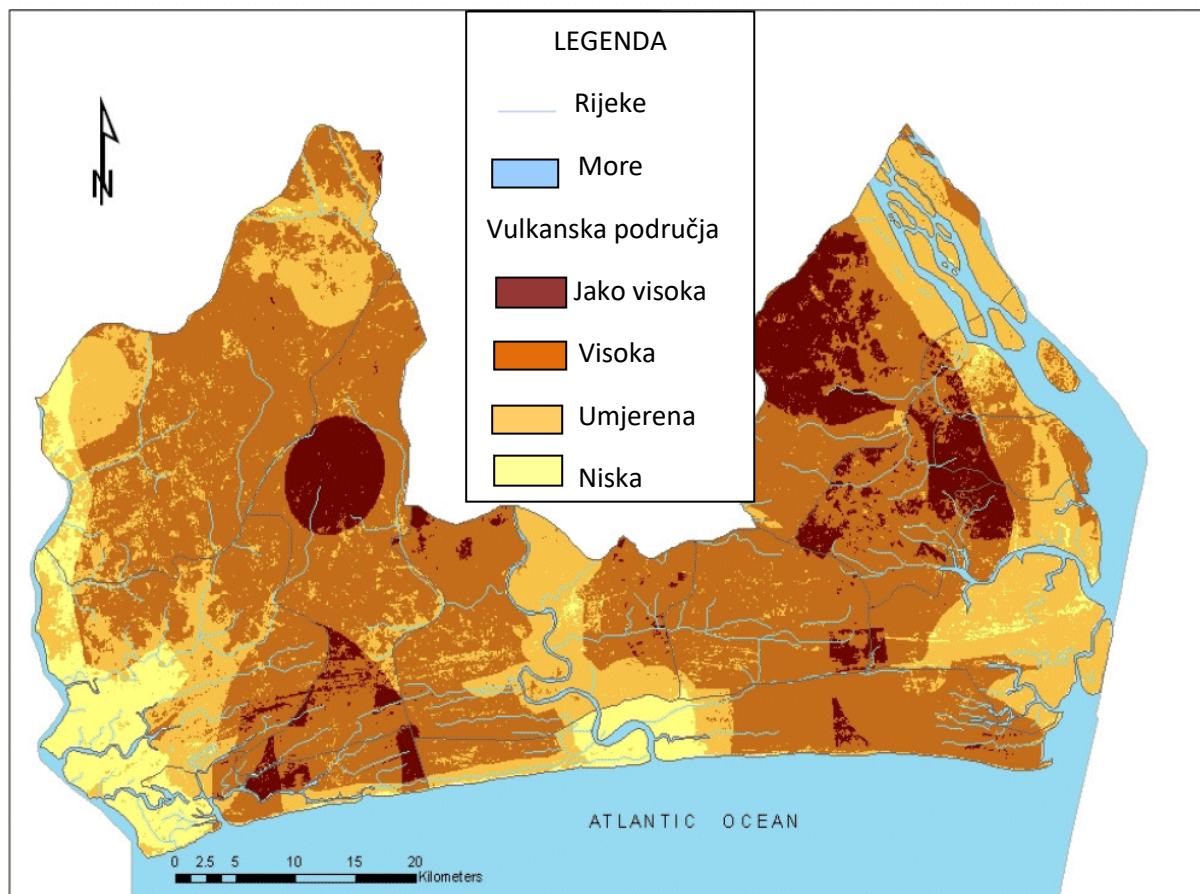 LEGENDA
Rijeke
More
Vulkanska područja
Jako visoka
Visoka
Umjerena
Niska
N
ATLANTIC OCEAN
0 2.5 5 10 15 20
Kilometers